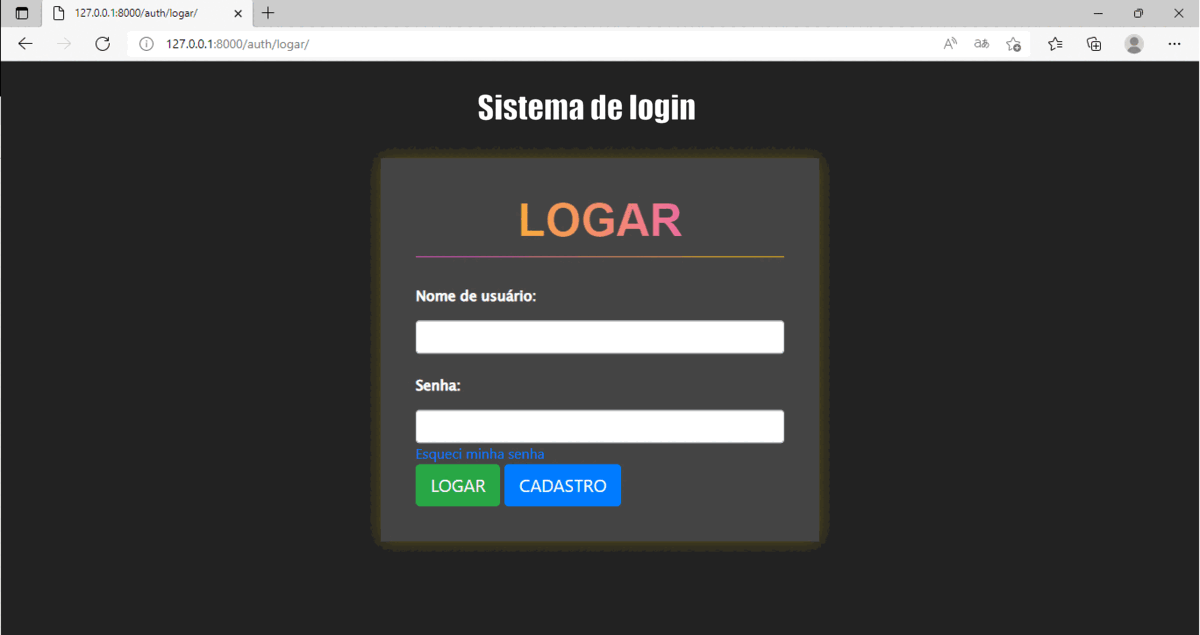 127.0.0.1:8000/auth/logar/
127.0.0.1:8000/auth/logar/
Sistema de login
LOGAR
Nome de usuário:
Senha:
Esqueci minha senha
LOGAR CADASTRO